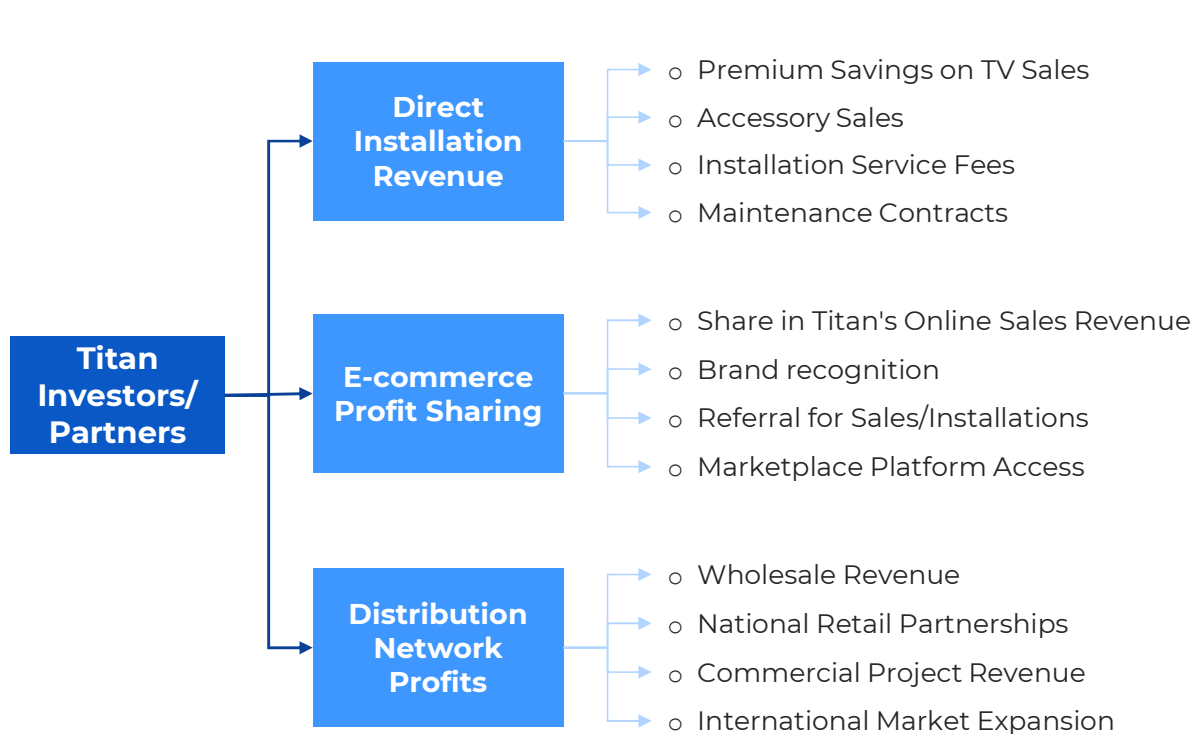 Titan
Investors/
Partners
Direct
Installation
Revenue
o Premium Savings on TV Sales
o Accessory Sales
o Installation Service Fees
o Maintenance Contracts
E-commerce
Profit Sharing
o Share in Titan's Online Sales Revenue
o Brand recognition
o Referral for Sales/Installations
o Marketplace Platform Access
Distribution
Network
Profits
o Wholesale Revenue
o National Retail Partnerships
o Commercial Project Revenue
o International Market Expansion